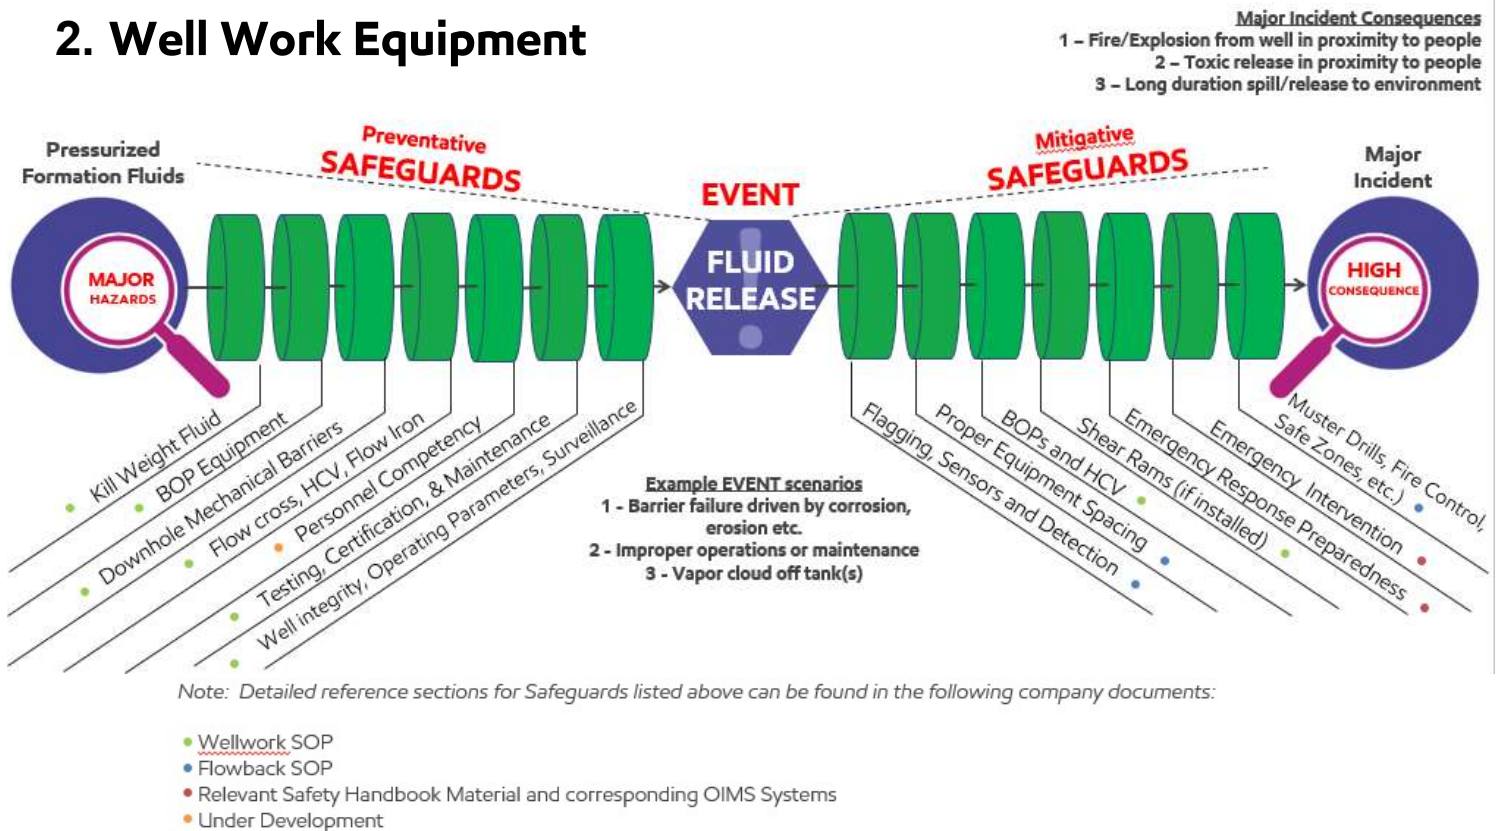 2. Well Work Equipment
Major Incident Consequences
1 – Fire/Explosion from well in proximity to people
2 – Toxic release in proximity to people
3 – Long duration spill/release to environment
Pressurized
Formation Fluids
Preventative
SAFEGUARDS
EVENT
Mitigative
SAFEGUARDS
Major
Incident
MAJOR
HAZARDS
FLUID
RELEASE
HIGH
CONSEQUENCE
Kill Weight Fluid
BOP Equipment
Downhole Mechanical Barriers
Flow cross, HCV, Flow Iron
Personnel Competency
Testing, Certification, & Maintenance
Well integrity, Operating Parameters, Surveillance
Example EVENT scenarios
1 - Barrier failure driven by corrosion,
erosion etc.
2 - Improper operations or maintenance
3 - Vapor cloud off tank(s)
Flagging, Sensors and Detection
Proper Equipment Spacing
BOPs and HCV
Shear Rams (if installed)
Emergency Response Preparedness
Emergency Intervention
Muster Drills, Fire Control,
Safe Zones, etc.)
Note: Detailed reference sections for Safeguards listed above can be found in the following company documents:
• Wellwork SOP
• Flowback SOP
• Relevant Safety Handbook Material and corresponding OIMS Systems
• Under Development